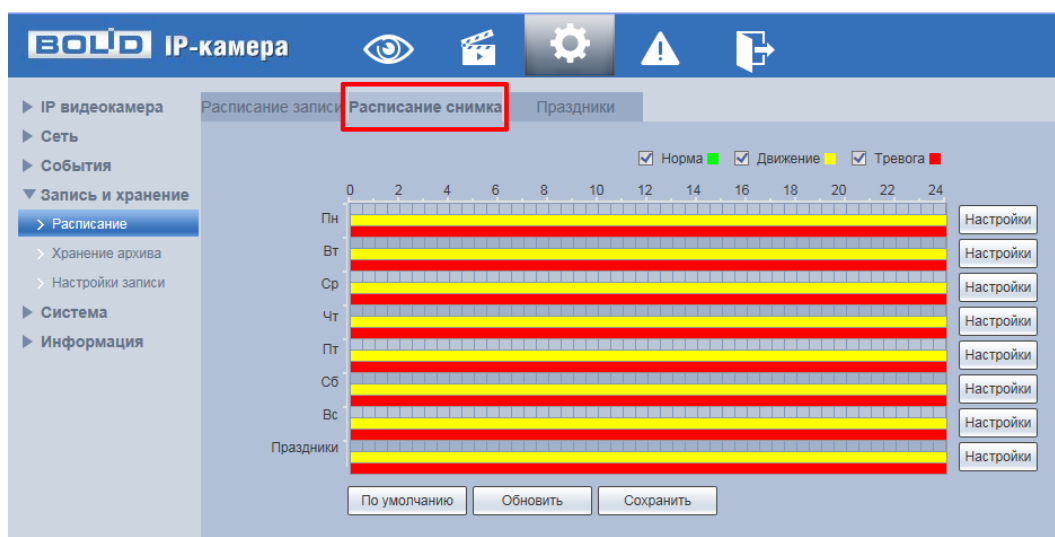 BOLID IP-камера
IP видеокамера
Сеть
События
Запись и хранение
Расписание
Хранение архива
Настройки записи
Система
Информация
Расписание записи Расписание снимка Праздники
Норма Движение Тревога
0 2 4 6 8 10 12 14 16 18 20 22 24
Пн Настройки
Вт Настройки
Ср Настройки
Чт Настройки
Пт Настройки
Сб Настройки
Вс Настройки
Праздники Настройки
По умолчанию Обновить Сохранить